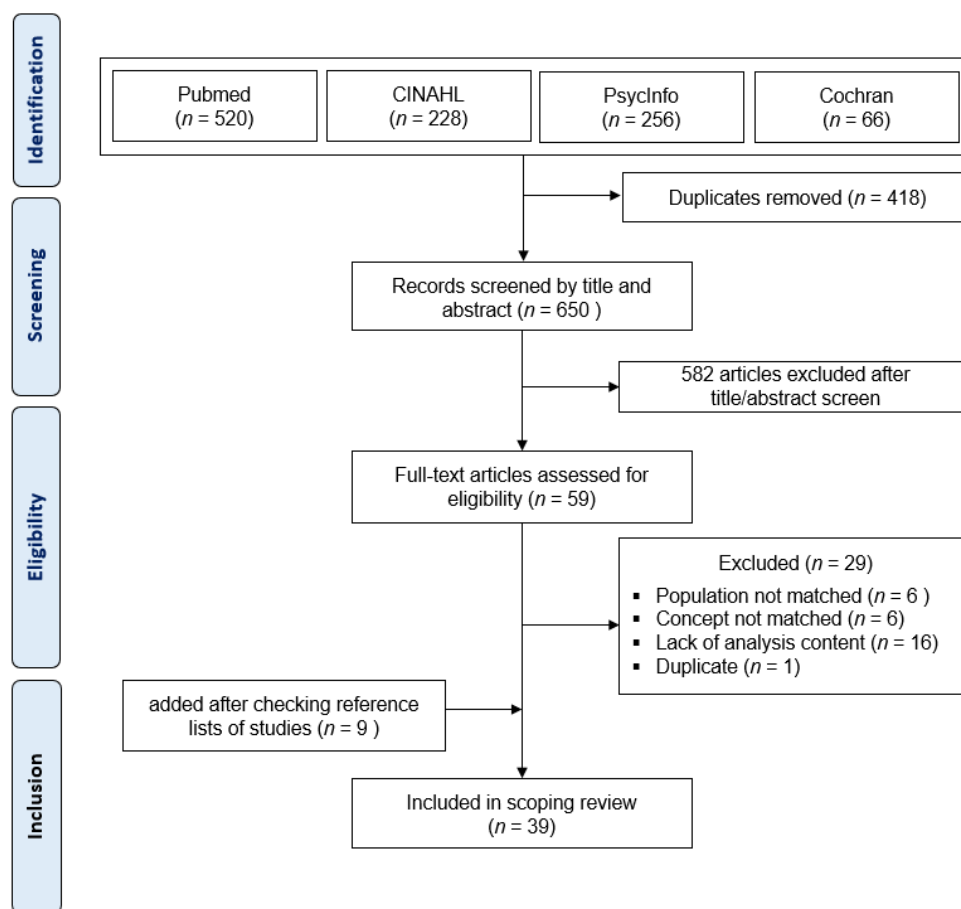 Identification
Pubmed
(n = 520)
CINAHL
(n = 228)
PsycInfo
(n = 256)
Cochran
(n = 66)
Duplicates removed (n = 418)
Screening
Records screened by title and
abstract (n = 650 )
582 articles excluded after
title/abstract screen
Eligibility
Full-text articles assessed for
eligibility (n = 59)
Excluded (n = 29)
▪ Population not matched (n = 6 )
▪ Concept not matched (n = 6)
▪ Lack of analysis content (n = 16)
▪ Duplicate (n = 1)
Inclusion
added after checking reference
lists of studies (n = 9 )
Included in scoping review
(n = 39)